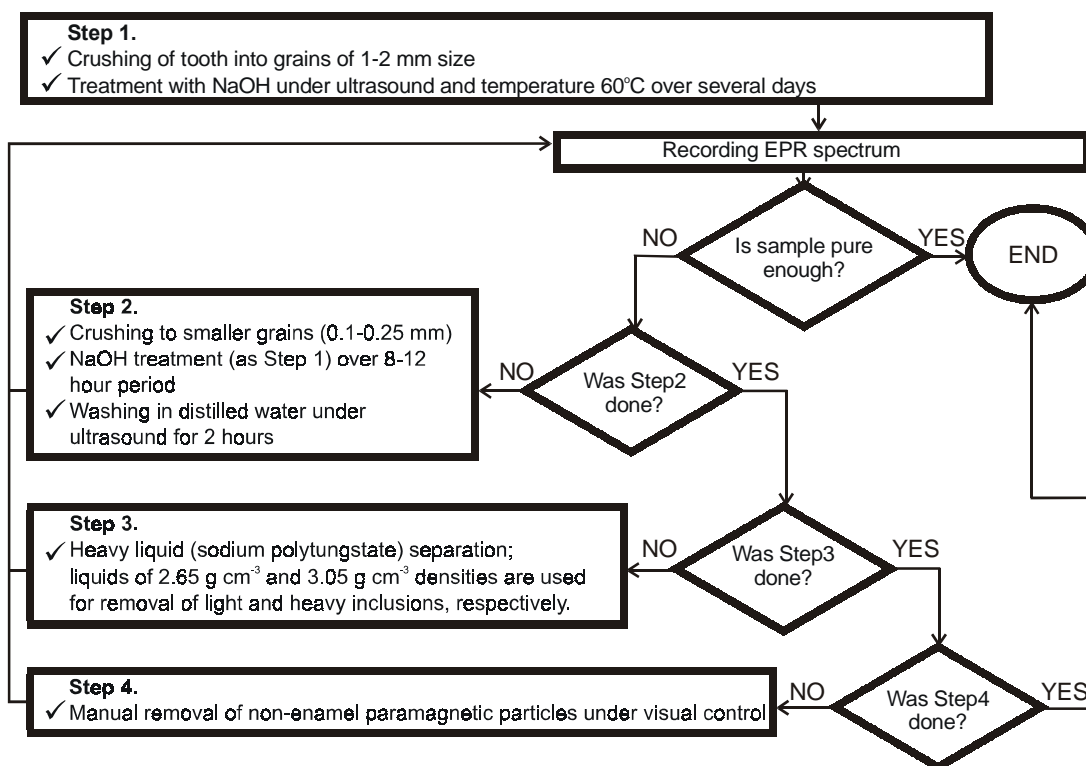 Step 1.
✓ Crushing of tooth into grains of 1-2 mm size
✓ Treatment with NaOH under ultrasound and temperature 60°C over several days
Recording EPR spectrum
NO
Is sample pure
enough?
YES
END
Step 2.
✓ Crushing to smaller grains (0.1-0.25 mm)
✓ NaOH treatment (as Step 1) over 8-12
hour period
✓ Washing in distilled water under
ultrasound for 2 hours
NO
Was Step2
done?
YES
Step 3.
✓ Heavy liquid (sodium polytungstate) separation;
liquids of 2.65 g cm⁻³ and 3.05 g cm⁻³ densities are used
for removal of light and heavy inclusions, respectively.
NO
Was Step3
done?
YES
Step 4.
✓ Manual removal of non-enamel paramagnetic particles under visual control
NO
Was Step4
done?
YES